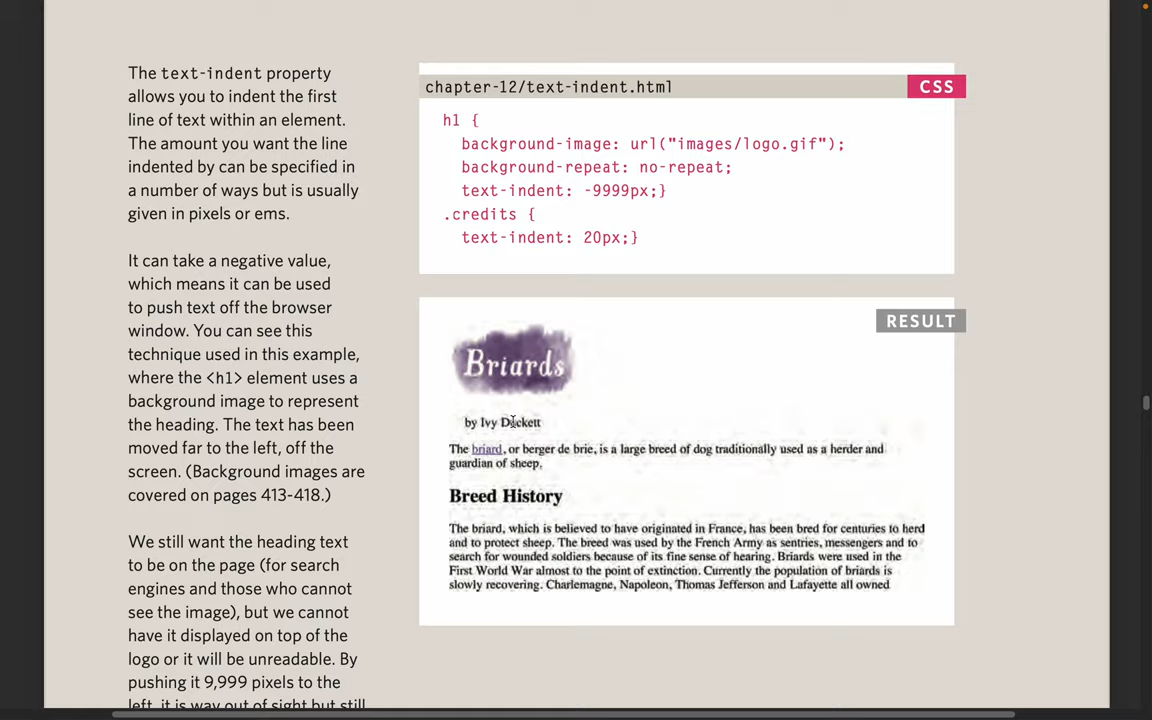 The text-indent property
allows you to indent the first
line of text within an element.
The amount you want the line
indented by can be specified in
a number of ways but is usually
given in pixels or ems.
It can take a negative value,
which means it can be used
to push text off the browser
window. You can see this
technique used in this example,
where the <h1> element uses a
background image to represent
the heading. The text has been
moved far to the left, off the
screen. (Background images are
covered on pages 413-418.)
We still want the heading text
to be on the page (for search
engines and those who cannot
see the image), but we cannot
have it displayed on top of the
logo or it will be unreadable. By
pushing it 9,999 pixels to the
left, it is way out of sight but still
chapter-12/text-indent.html CSS
h1 {
background-image: url("images/logo.gif");
background-repeat: no-repeat;
text-indent: -9999px;}
.credits {
text-indent: 20px;}
RESULT
Briards
by Ivy Duckett
The briard, or berger de brie, is a large breed of dog traditionally used as a herder and
guardian of sheep.
Breed History
The briard, which is believed to have originated in France, has been bred for centuries to herd
and to protect sheep. The breed was used by the French Army as sentries, messengers and to
search for wounded soldiers because of its fine sense of hearing. Briards were used in the
First World War almost to the point of extinction. Currently the population of briards is
slowly recovering. Charlemagne, Napoleon, Thomas Jefferson and Lafayette all owned